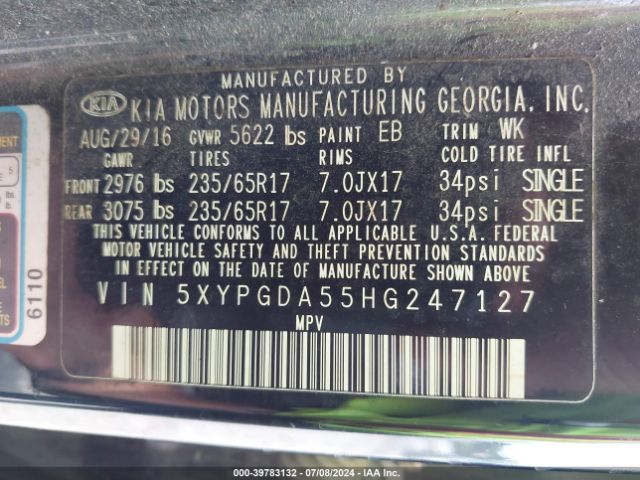 MANUFACTURED BY
KIA KIA MOTORS MANUFACTURING GEORGIA, INC.
AUG/29/16 GVWR 5622 lbs PAINT EB TRIM WK
GAWR TIRES RIMS COLD TIRE INFL
FRONT 2976 lbs 235/65R17 7.0JX17 34psi SINGLE
REAR 3075 lbs 235/65R17 7.0JX17 34psi SINGLE
THIS VEHICLE CONFORMS TO ALL APPLICABLE U.S.A. FEDERAL
MOTOR VEHICLE SAFETY AND THEFT PREVENTION STANDARDS
IN EFFECT ON THE DATE OF MANUFACTURE SHOWN ABOVE
VIN 5XYPGDA55HG247127
MPV
6110
5
000-39783132 - 07/08/2024 - IAA Inc.